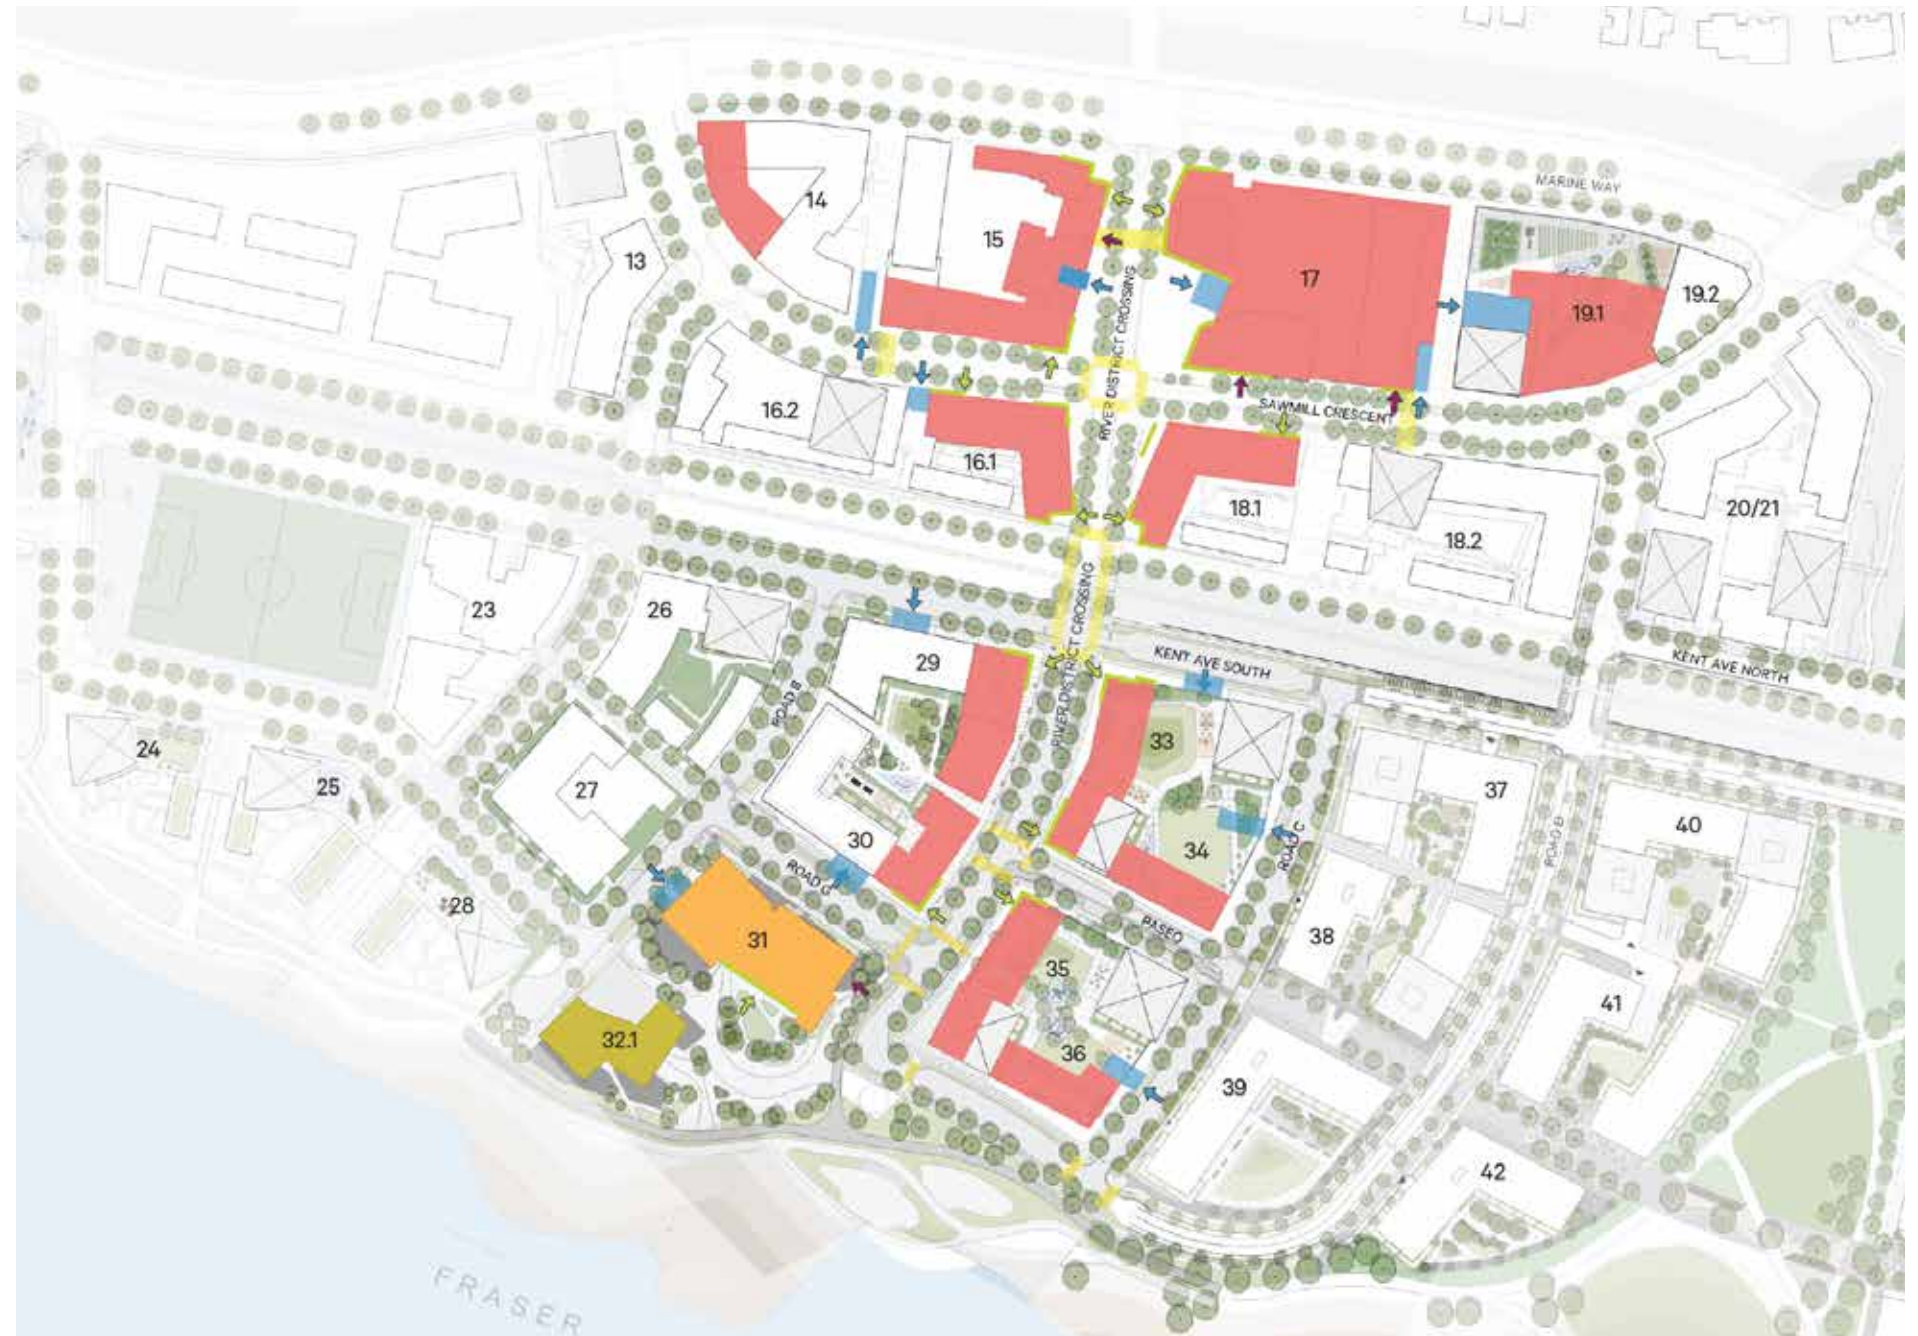 MARINE WAY
14
15
13
17
19.2
19.1
RIVER DISTRICT CROSSING
16.2
SAWMILL CRESCENT
16.1
18.1
20/21
18.2
23
26
RIVER DISTRICT CROSSING
29
KENT AVE SOUTH
KENT AVE NORTH
ROAD B
RIVER DISTRICT CROSSING
33
24
25
27
37
30
34
40
ROAD C
ROAD D
ROAD G
28
31
PASEO
38
35
41
32.1
36
39
42
FRASER